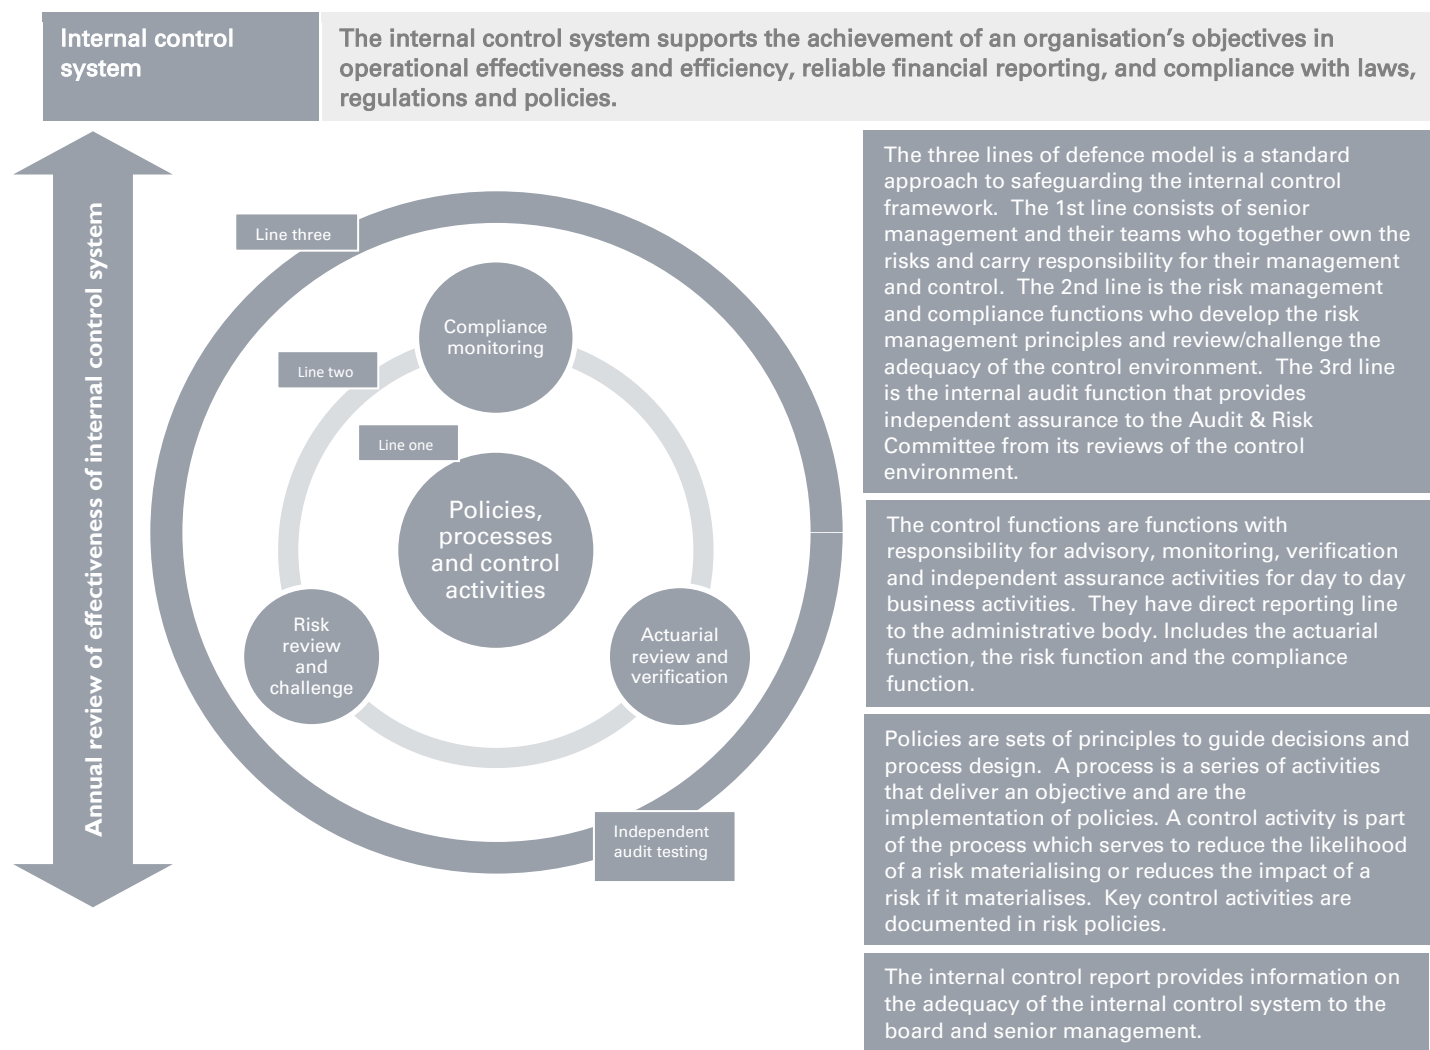 Internal control
system
The internal control system supports the achievement of an organisation’s objectives in
operational effectiveness and efficiency, reliable financial reporting, and compliance with laws,
regulations and policies.
Annual review of effectiveness of internal control system
Line three
Compliance
monitoring
Line two
Line one
Policies,
processes
and control
activities
Risk
review
and
challenge
Actuarial
review and
verification
Independent
audit testing
The three lines of defence model is a standard
approach to safeguarding the internal control
framework.  The 1st line consists of senior
management and their teams who together own the
risks and carry responsibility for their management
and control.  The 2nd line is the risk management
and compliance functions who develop the risk
management principles and review/challenge the
adequacy of the control environment.  The 3rd line
is the internal audit function that provides
independent assurance to the Audit & Risk
Committee from its reviews of the control
environment.
The control functions are functions with
responsibility for advisory, monitoring, verification
and independent assurance activities for day to day
business activities.  They have direct reporting line
to the administrative body. Includes the actuarial
function, the risk function and the compliance
function.
Policies are sets of principles to guide decisions and
process design.  A process is a series of activities
that deliver an objective and are the
implementation of policies. A control activity is part
of the process which serves to reduce the likelihood
of a risk materialising or reduces the impact of a
risk if it materialises.  Key control activities are
documented in risk policies.
The internal control report provides information on
the adequacy of the internal control system to the
board and senior management.